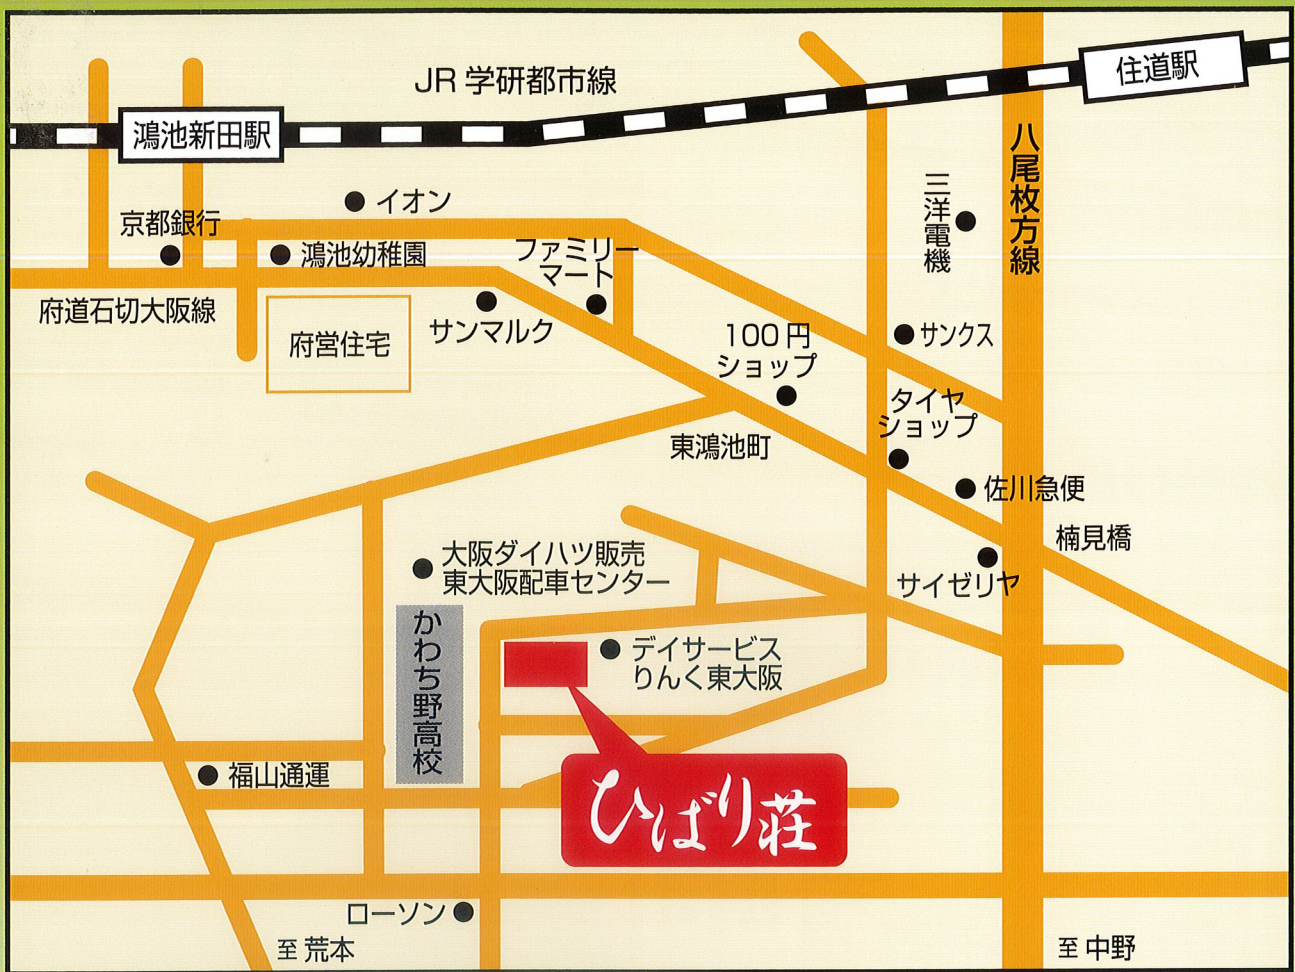 JR 学研都市線
住道駅
鴻池新田駅
八尾枚方線
三洋電機
イオン
京都銀行
鴻池幼稚園
ファミリー
マート
府道石切大阪線
サンマルク
府営住宅
100円
ショップ
サンクス
タイヤ
ショップ
東鴻池町
佐川急便
楠見橋
サイゼリヤ
大阪ダイハツ販売
東大阪配車センター
かわち野高校
デイサービス
りんく東大阪
福山通運
ひばり荘
ローソン
至 荒本
至 中野